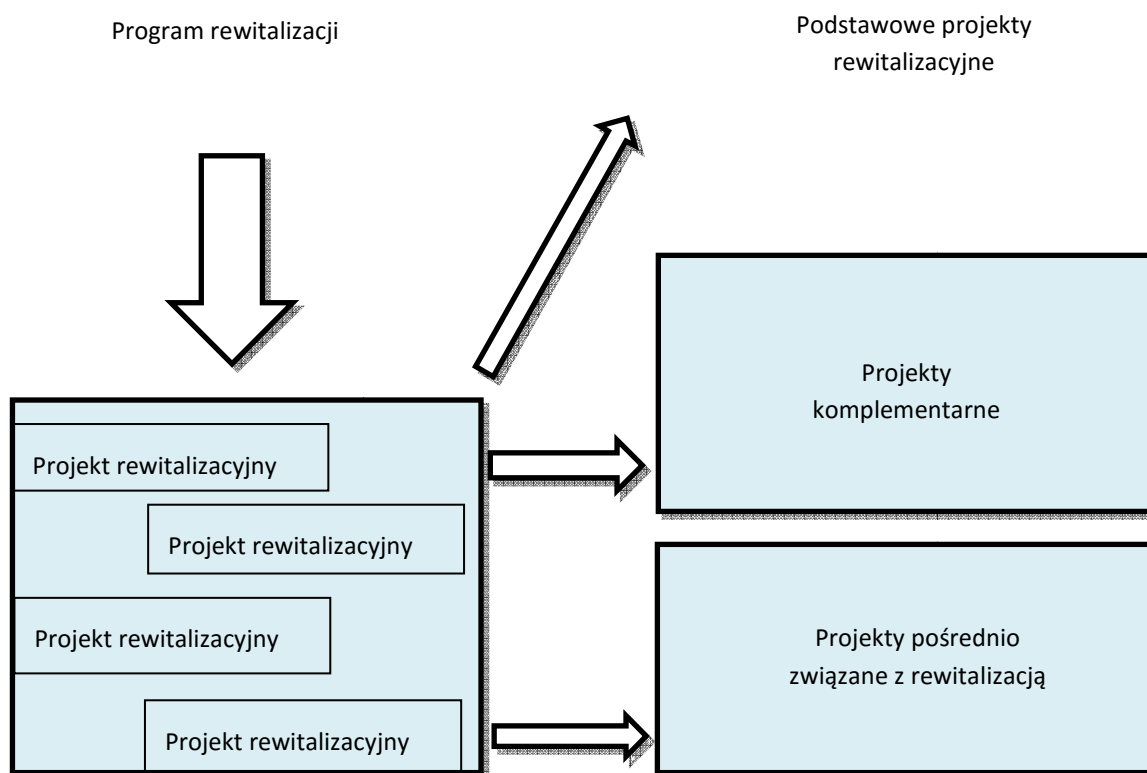 Program rewitalizacji
Podstawowe projekty
rewitalizacyjne
Projekty
komplementarne
Projekt rewitalizacyjny
Projekt rewitalizacyjny
Projekt rewitalizacyjny
Projekt rewitalizacyjny
Projekty pośrednio
związane z rewitalizacją